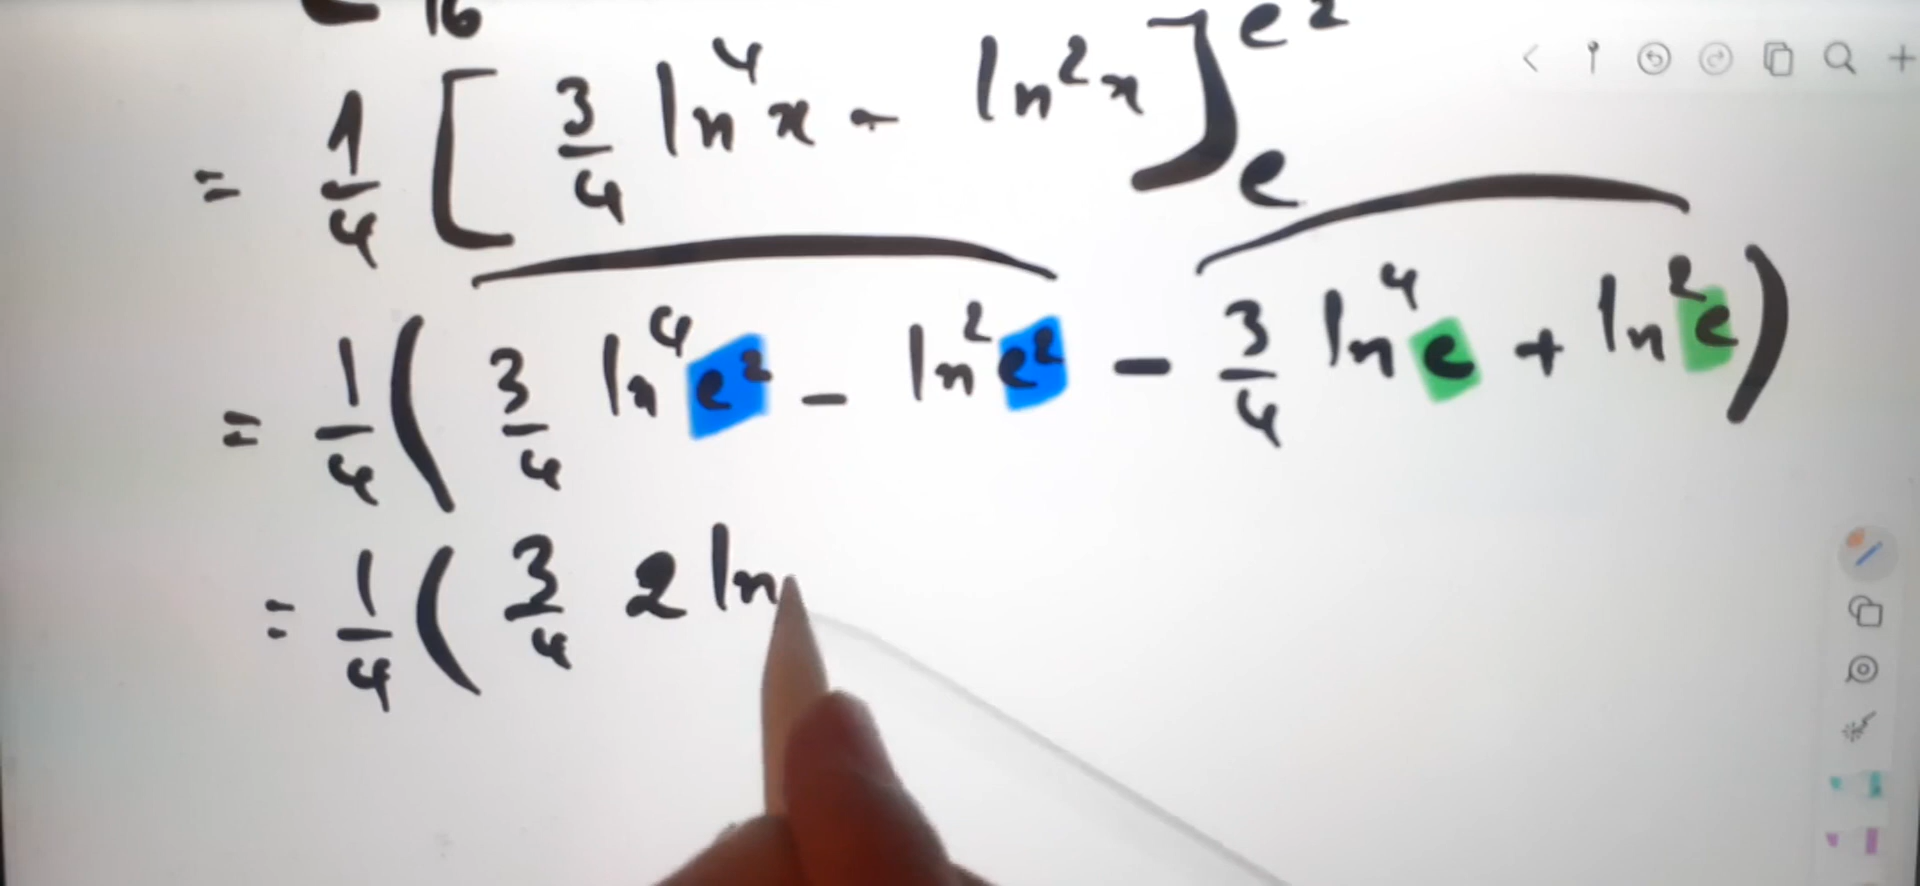 16
= 1/4 [ 3/4 ln⁴x - ln²x ]ₑ^e²
= 1/4 ( 3/4 ln⁴e² - ln²e² - 3/4 ln⁴e + ln²e )
= 1/4 ( 3/4 2 ln